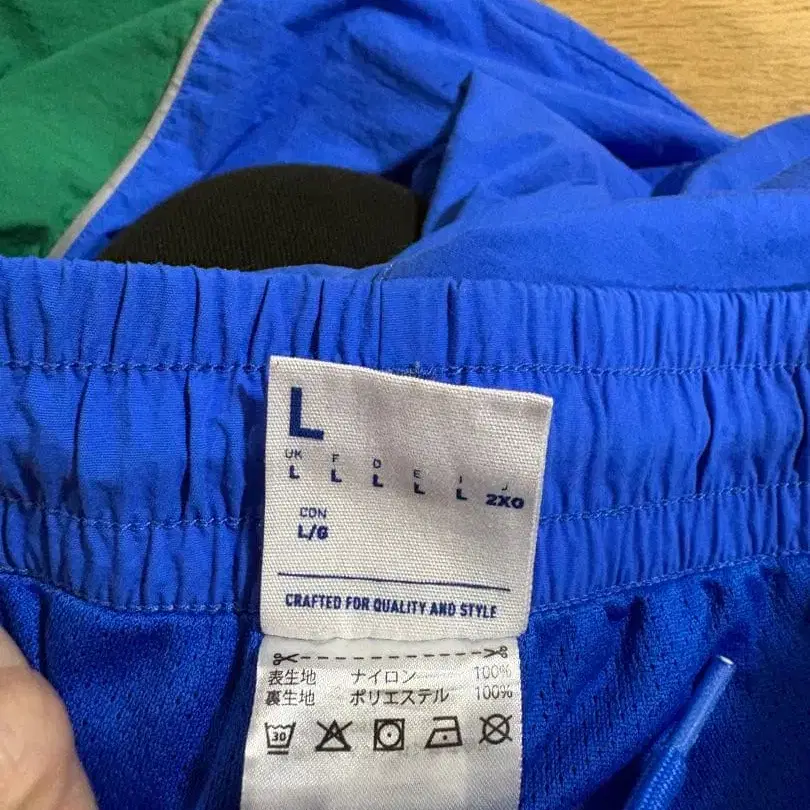 L
UK F D E I J
L L L L L 2XO
CDN
L/G
CRAFTED FOR QUALITY AND STYLE
表生地 ナイロン 100%
裏生地 ポリエステル 100%
30